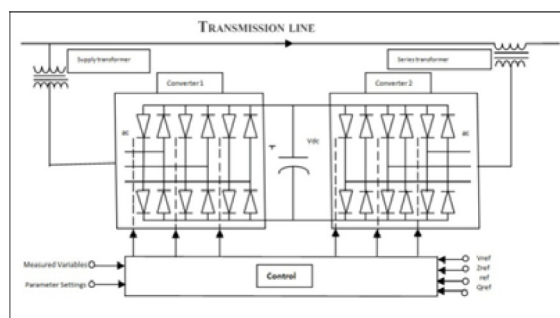 TRANSMISSION LINE
Supply transformer
Series transformer
Converter 1
Converter 2
ac
Vdc
ac
Measured Variables
Parameter Settings
Control
Vref
Zref
ref
Qref